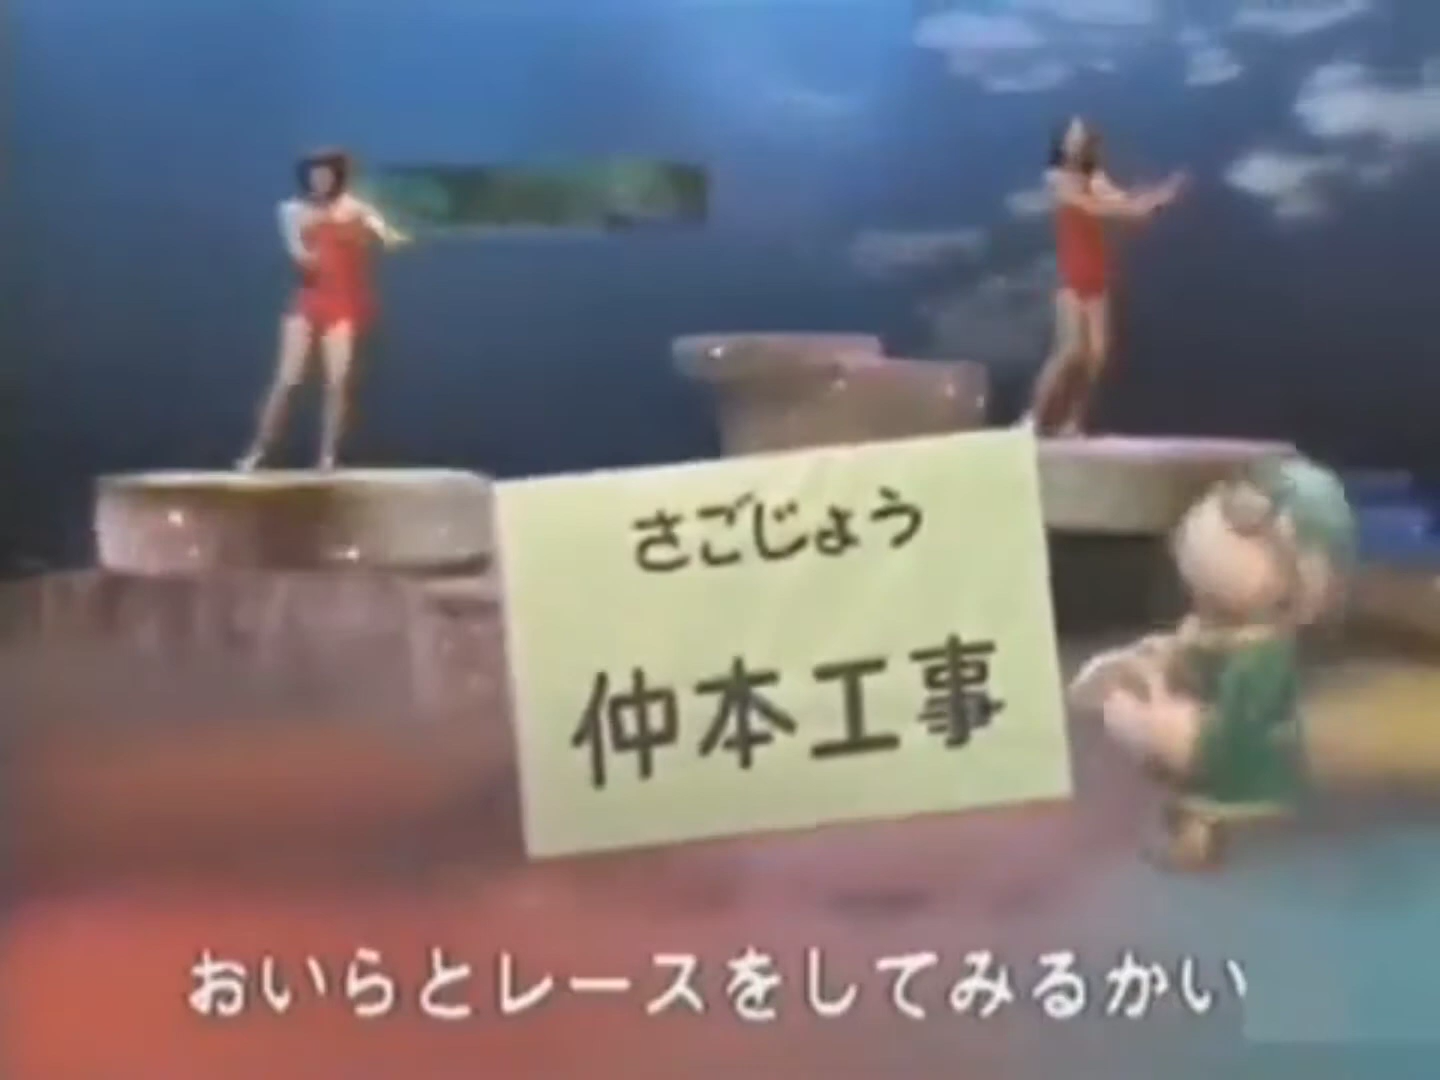 さごじょう
仲本工事
おいらとレースをしてみるかい